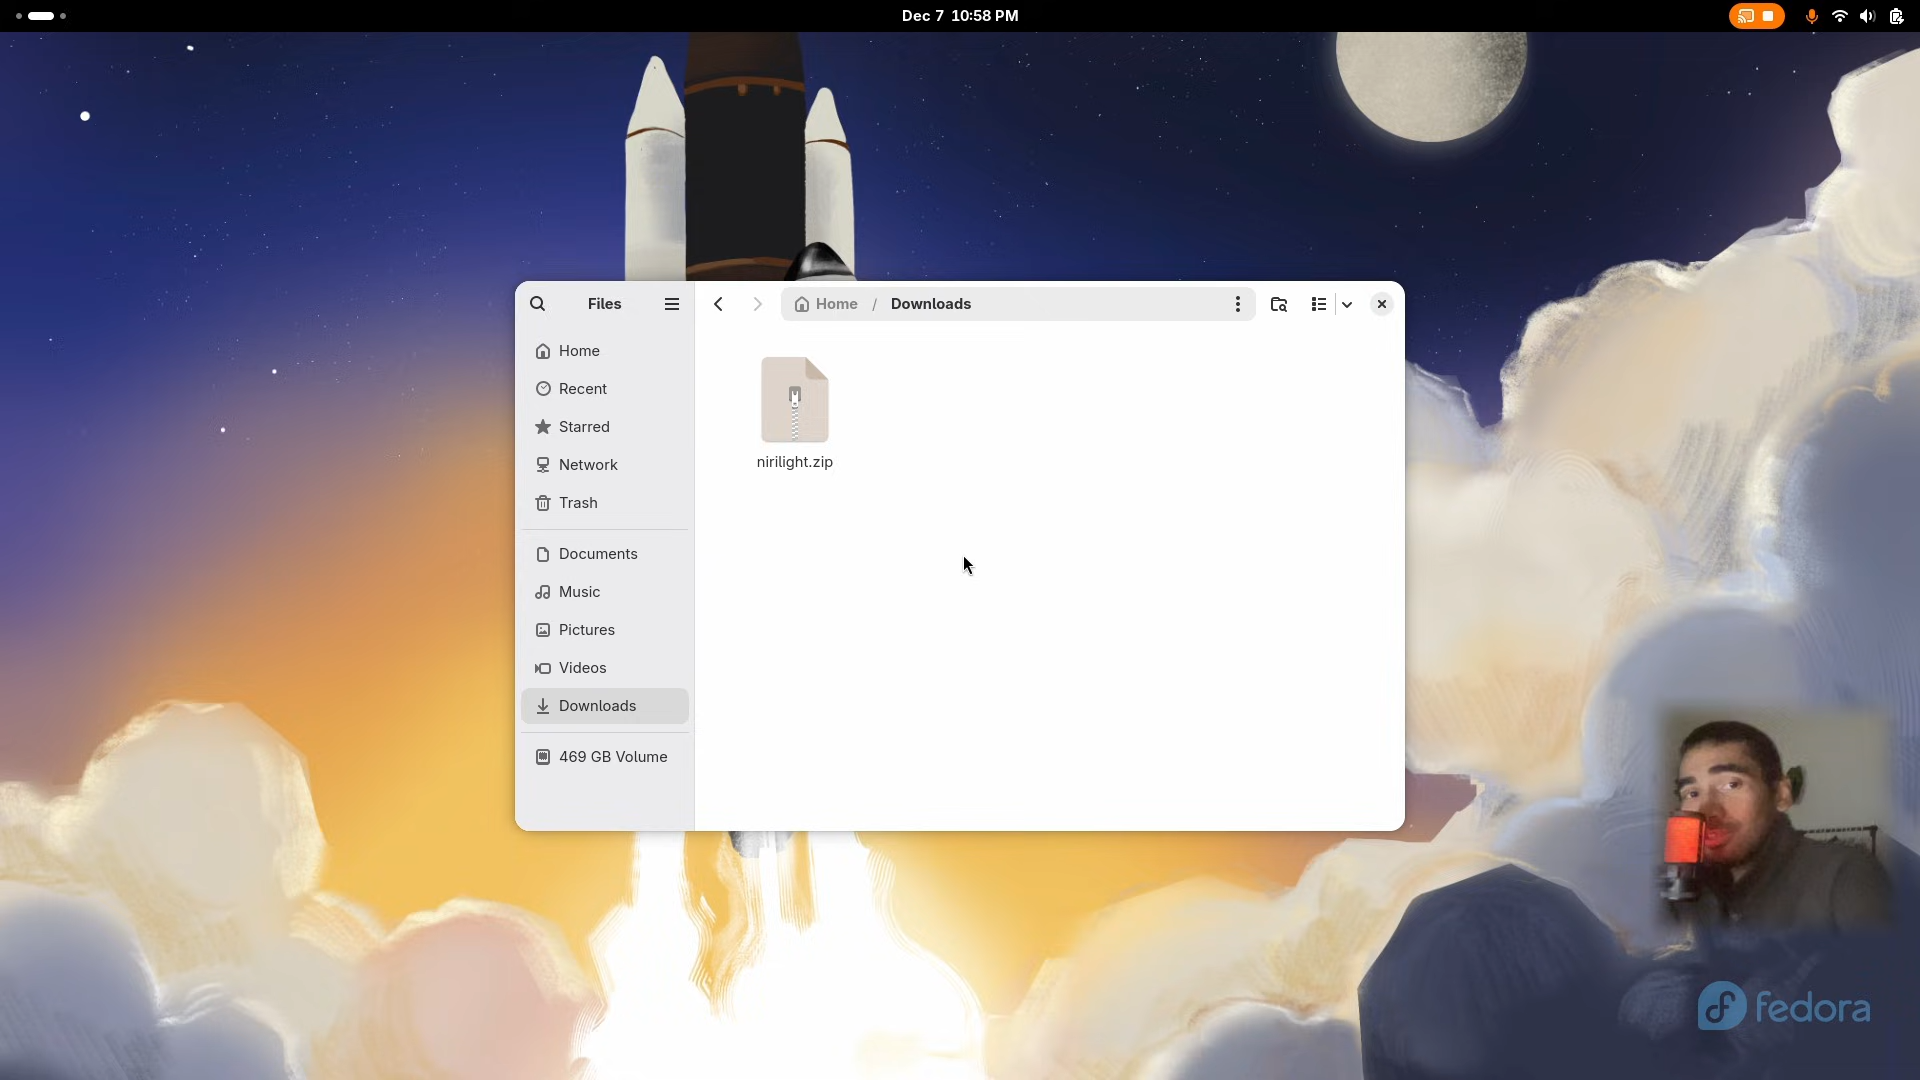 Dec 7 10:58 PM
Files
Home / Downloads
Home
Recent
Starred
Network
Trash
Documents
Music
Pictures
Videos
Downloads
469 GB Volume
nirilight.zip
fedora